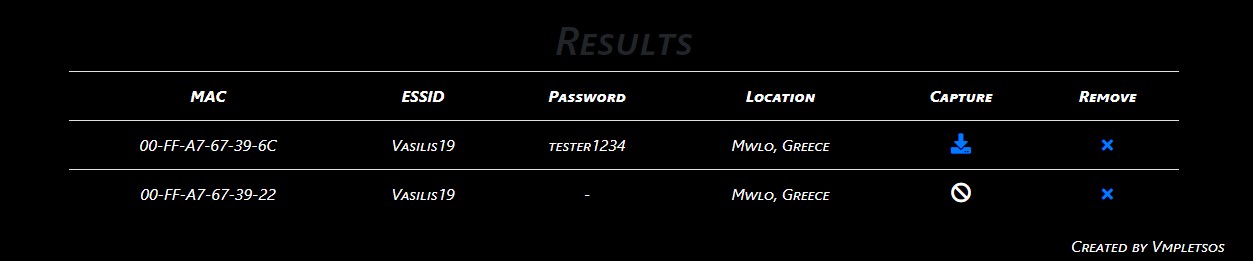 Results
MAC ESSID Password Location Capture Remove
00-FF-A7-67-39-6C Vasilis19 tester1234 Mwlo, Greece
00-FF-A7-67-39-22 Vasilis19 - Mwlo, Greece
Created by Vmpletsos